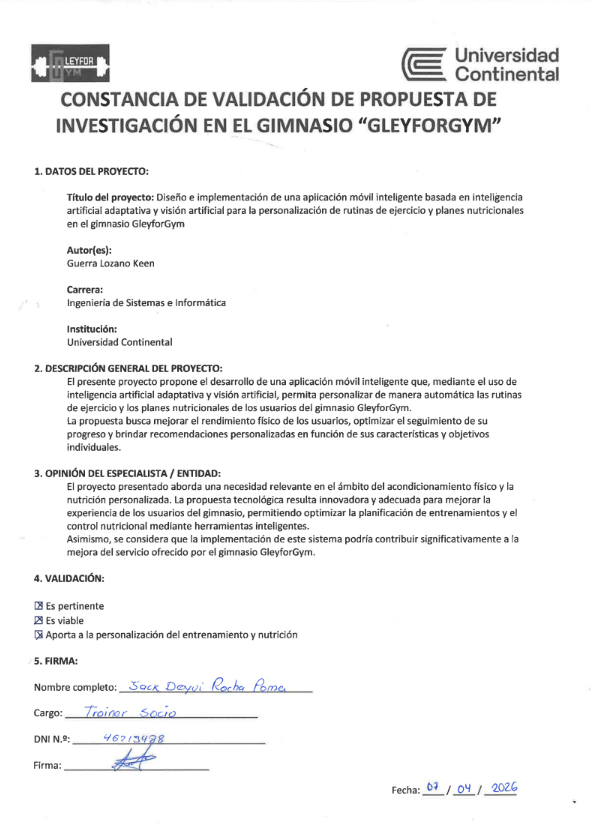 LEYFOR
GYM
Universidad
Continental
CONSTANCIA DE VALIDACIÓN DE PROPUESTA DE
INVESTIGACIÓN EN EL GIMNASIO “GLEYFORGYM”
1. DATOS DEL PROYECTO:
Título del proyecto: Diseño e implementación de una aplicación móvil inteligente basada en inteligencia
artificial adaptativa y visión artificial para la personalización de rutinas de ejercicio y planes nutricionales
en el gimnasio GleyforGym
Autor(es):
Guerra Lozano Keen
Carrera:
Ingeniería de Sistemas e Informática
Institución:
Universidad Continental
2. DESCRIPCIÓN GENERAL DEL PROYECTO:
El presente proyecto propone el desarrollo de una aplicación móvil inteligente que, mediante el uso de
inteligencia artificial adaptativa y visión artificial, permita personalizar de manera automática las rutinas
de ejercicio y los planes nutricionales de los usuarios del gimnasio GleyforGym.
La propuesta busca mejorar el rendimiento físico de los usuarios, optimizar el seguimiento de su
progreso y brindar recomendaciones personalizadas en función de sus características y objetivos
individuales.
3. OPINIÓN DEL ESPECIALISTA / ENTIDAD:
El proyecto presentado aborda una necesidad relevante en el ámbito del acondicionamiento físico y la
nutrición personalizada. La propuesta tecnológica resulta innovadora y adecuada para mejorar la
experiencia de los usuarios del gimnasio, permitiendo optimizar la planificación de entrenamientos y el
control nutricional mediante herramientas inteligentes.
Asimismo, se considera que la implementación de este sistema podría contribuir significativamente a la
mejora del servicio ofrecido por el gimnasio GleyforGym.
4. VALIDACIÓN:
☒ Es pertinente
☒ Es viable
☒ Aporta a la personalización del entrenamiento y nutrición
5. FIRMA:
Nombre completo: Jack Deyvi Rocha Poma
Cargo: Trainer Socio
DNI N.º:
Firma:
Fecha: 07 / 04 / 2026